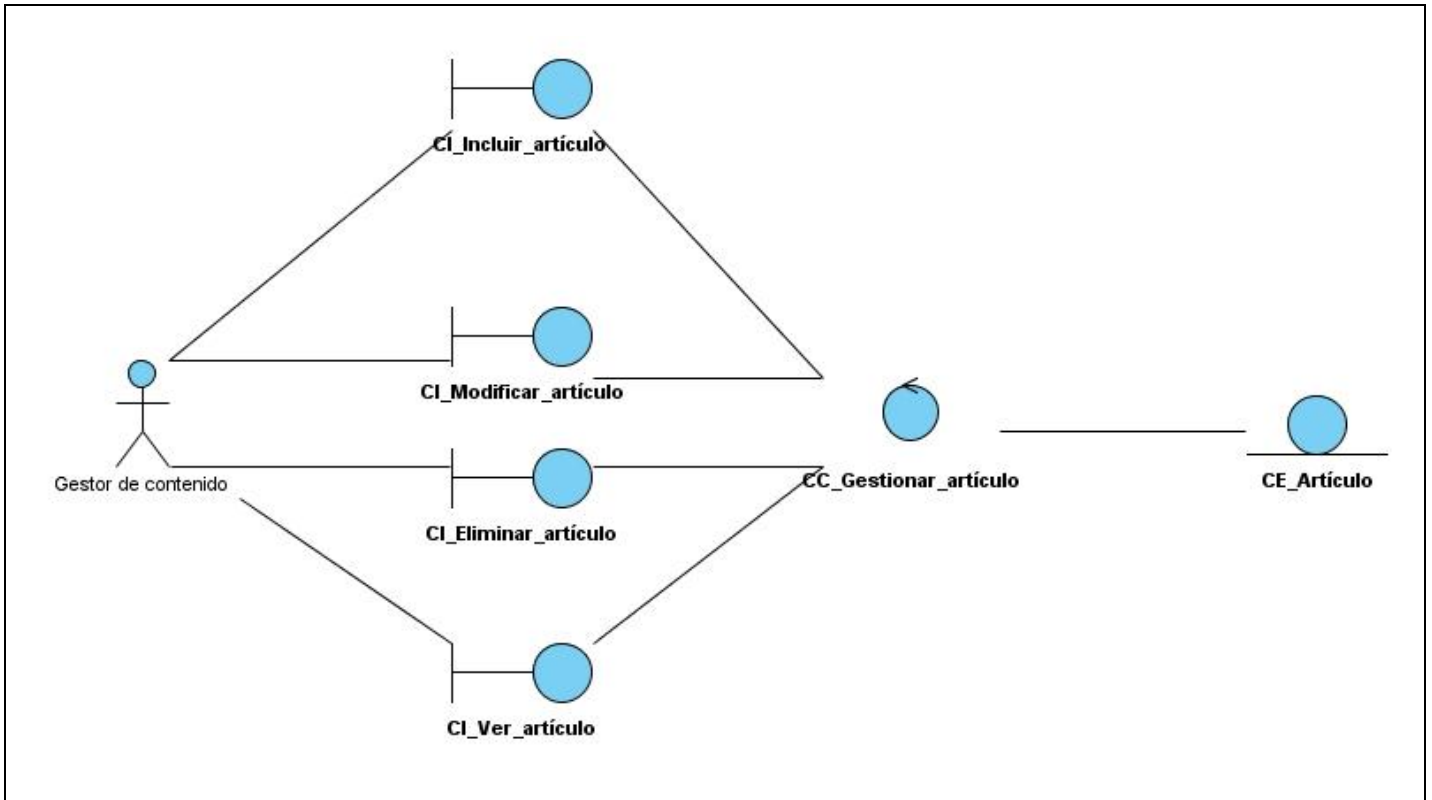 CI_Incluir_artículo
CI_Modificar_artículo
Gestor de contenido
CC_Gestionar_artículo
CE_Artículo
CI_Eliminar_artículo
CI_Ver_artículo